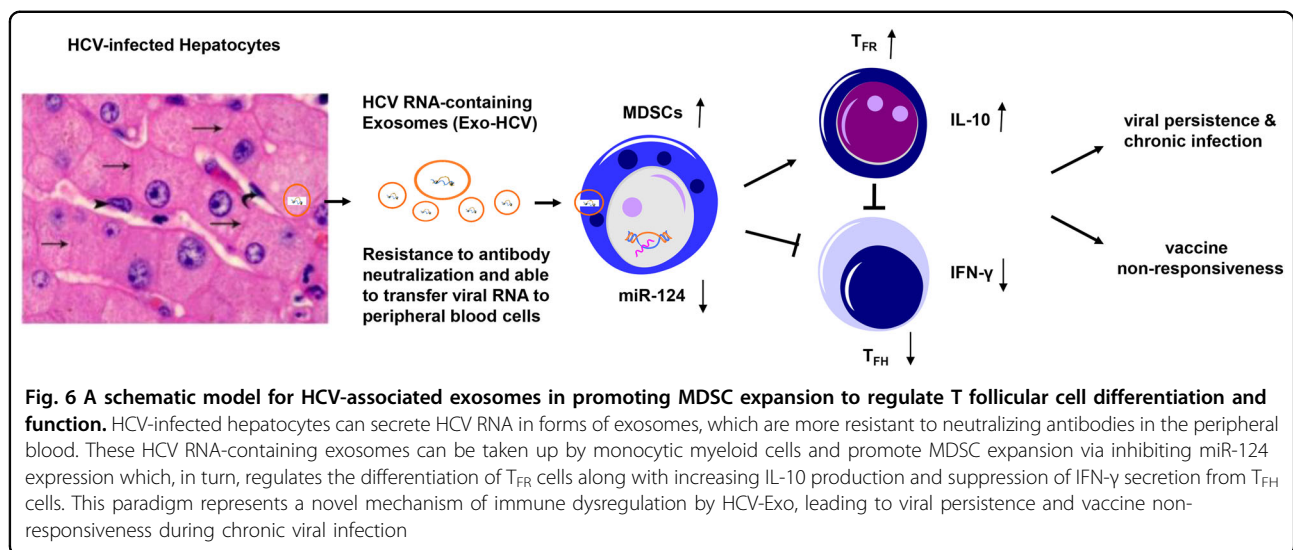 HCV-infected Hepatocytes
HCV RNA-containing
Exosomes (Exo-HCV)
Resistance to antibody
neutralization and able
to transfer viral RNA to
peripheral blood cells
MDSCs ↑
miR-124 ↓
T_FR ↑
IL-10 ↑
IFN-γ ↓
T_FH ↓
viral persistence &
chronic infection
vaccine
non-responsiveness
Fig. 6 A schematic model for HCV-associated exosomes in promoting MDSC expansion to regulate T follicular cell differentiation and
function. HCV-infected hepatocytes can secrete HCV RNA in forms of exosomes, which are more resistant to neutralizing antibodies in the peripheral
blood. These HCV RNA-containing exosomes can be taken up by monocytic myeloid cells and promote MDSC expansion via inhibiting miR-124
expression which, in turn, regulates the differentiation of T_FR cells along with increasing IL-10 production and suppression of IFN-γ secretion from T_FH
cells. This paradigm represents a novel mechanism of immune dysregulation by HCV-Exo, leading to viral persistence and vaccine non-
responsiveness during chronic viral infection